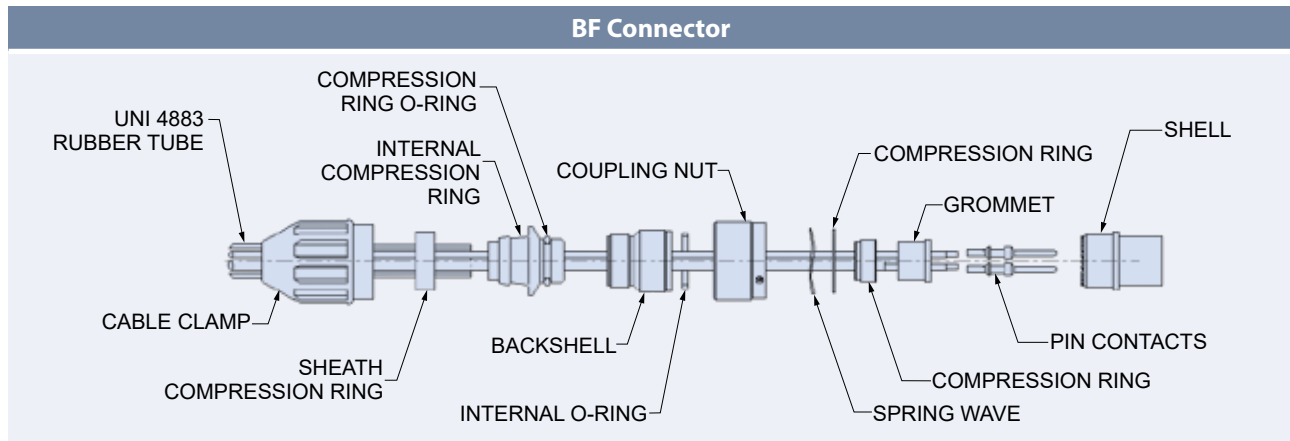 BF Connector
UNI 4883
RUBBER TUBE
COMPRESSION
RING O-RING
INTERNAL
COMPRESSION
RING
COUPLING NUT
COMPRESSION RING
GROMMET
SHELL
CABLE CLAMP
SHEATH
COMPRESSION RING
BACKSHELL
INTERNAL O-RING
SPRING WAVE
COMPRESSION RING
PIN CONTACTS